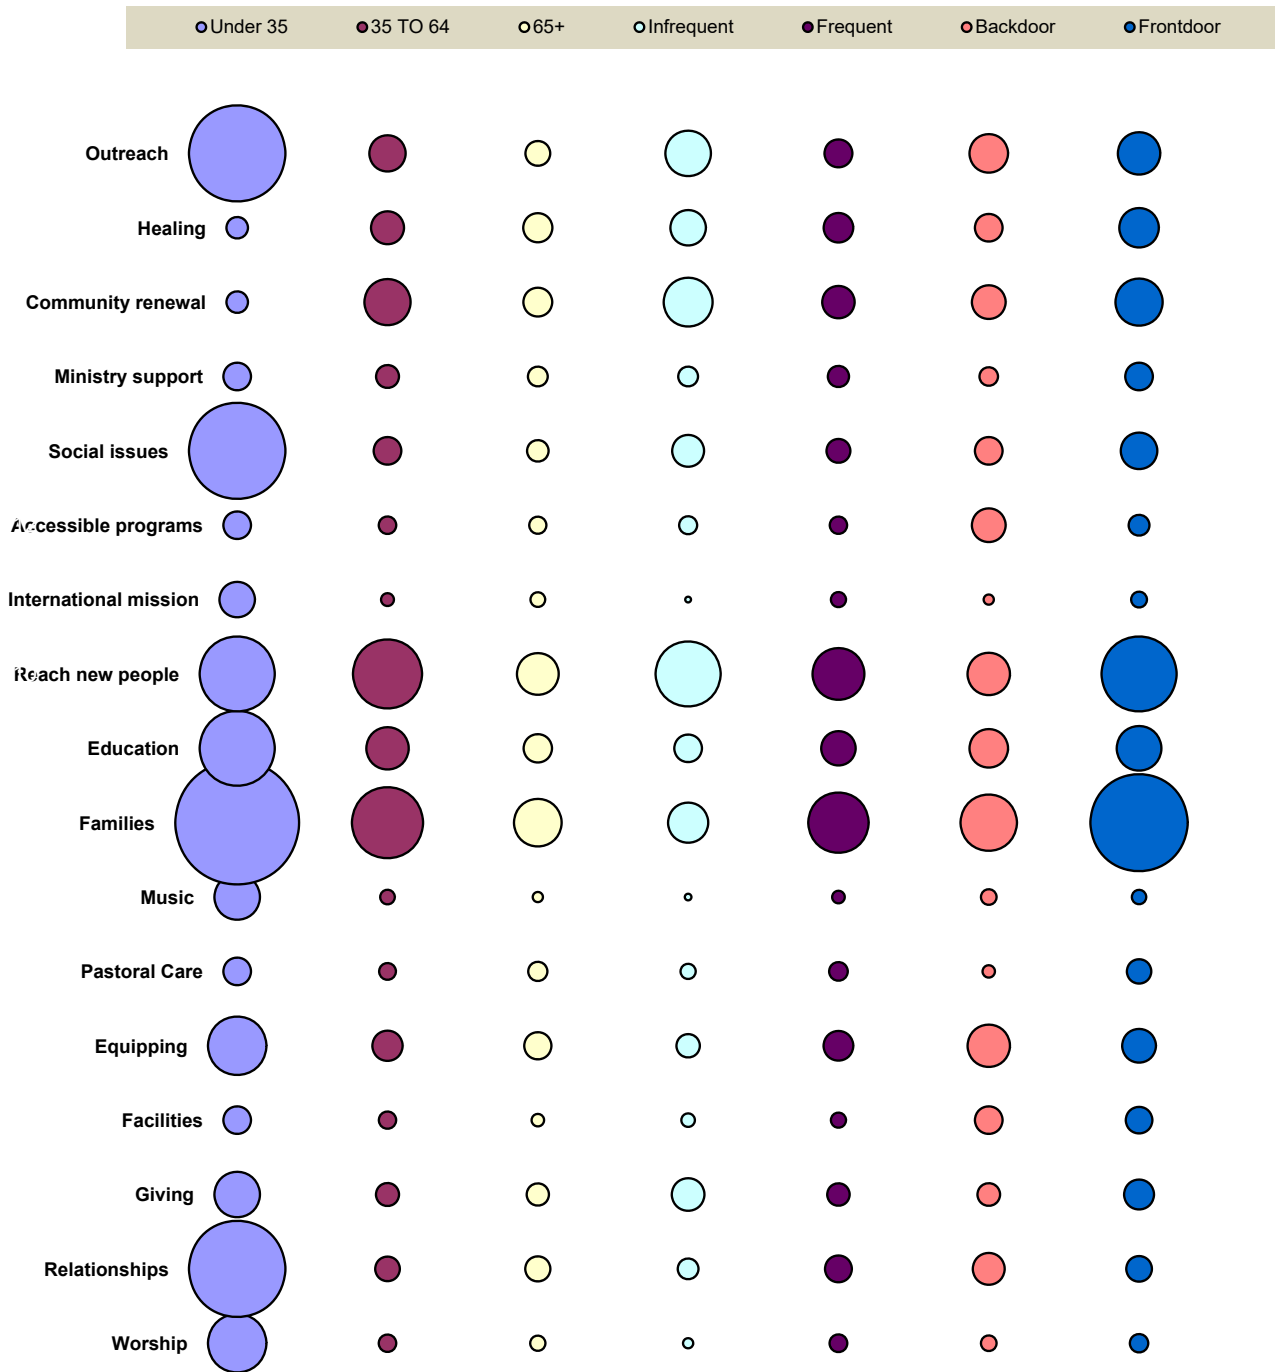 Under 35 35 TO 64 65+ Infrequent Frequent Backdoor Frontdoor
Outreach
Healing
Community renewal
Ministry support
Social issues
Accessible programs
International mission
Reach new people
Education
Families
Music
Pastoral Care
Equipping
Facilities
Giving
Relationships
Worship